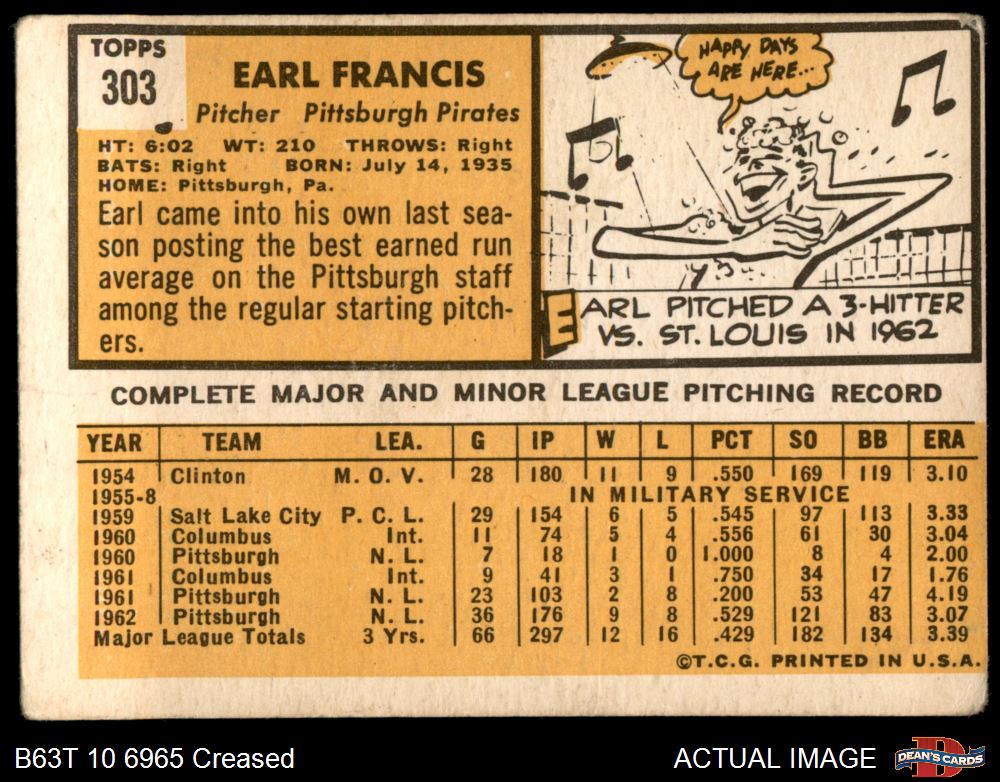 TOPPS
303
EARL FRANCIS
Pitcher Pittsburgh Pirates
HT: 6:02 WT: 210 THROWS: Right
BATS: Right BORN: July 14, 1935
HOME: Pittsburgh, Pa.
Earl came into his own last sea-
son posting the best earned run
average on the Pittsburgh staff
among the regular starting pitch-
ers.
HAPPY DAYS
ARE HERE...
EARL PITCHED A 3-HITTER
VS. ST. LOUIS IN 1962
COMPLETE MAJOR AND MINOR LEAGUE PITCHING RECORD
YEAR TEAM LEA. G IP W L PCT SO BB ERA
1954 Clinton M. O. V. 28 180 11 9 .550 169 119 3.10
1955-8 IN MILITARY SERVICE
1959 Salt Lake City P. C. L. 29 154 6 5 .545 97 113 3.33
1960 Columbus Int. 11 74 5 4 .556 61 30 3.04
1960 Pittsburgh N. L. 7 18 1 0 1.000 8 4 2.00
1961 Columbus Int. 9 41 3 1 .750 34 17 1.76
1961 Pittsburgh N. L. 23 103 2 8 .200 53 47 4.19
1962 Pittsburgh N. L. 36 176 9 8 .529 121 83 3.07
Major League Totals 3 Yrs. 66 297 12 16 .429 182 134 3.39
©T.C.G. PRINTED IN U.S.A.
B63T 10 6965 Creased
ACTUAL IMAGE
DEAN'S CARDS